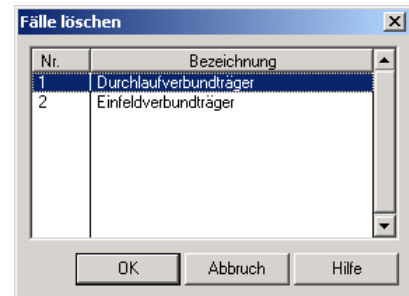 Fälle löschen
Nr. Bezeichnung
1 Durchlaufverbundträger
2 Einfeldverbundträger
OK Abbruch Hilfe